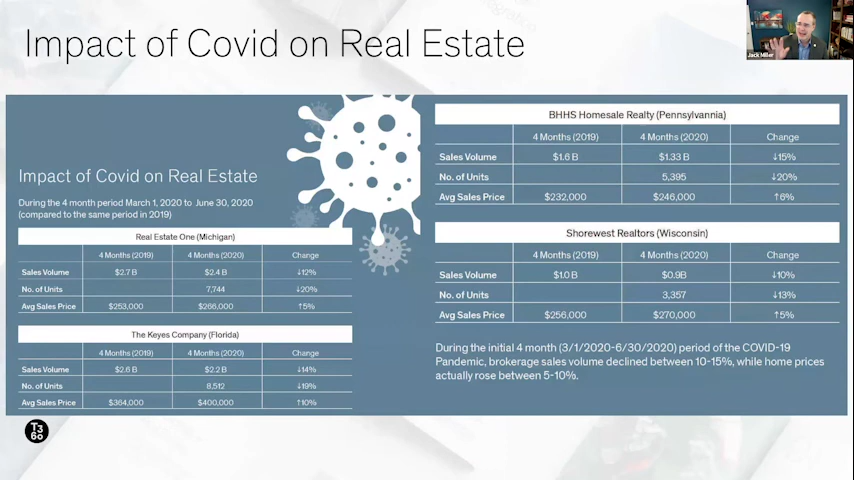 Impact of Covid on Real Estate
Jack Miller
Impact of Covid on Real Estate
During the 4 month period March 1, 2020 to June 30, 2020
(compared to the same period in 2019)
Real Estate One (Michigan)
4 Months (2019) 4 Months (2020) Change
Sales Volume $2.7 B $2.4 B ↓12%
No. of Units 7,744 ↓20%
Avg Sales Price $253,000 $266,000 ↑5%
The Keyes Company (Florida)
4 Months (2019) 4 Months (2020) Change
Sales Volume $2.6 B $2.2 B ↓14%
No. of Units 8,512 ↓19%
Avg Sales Price $364,000 $400,000 ↑10%
BHHS Homesale Realty (Pennsylvannia)
4 Months (2019) 4 Months (2020) Change
Sales Volume $1.6 B $1.33 B ↓15%
No. of Units 5,395 ↓20%
Avg Sales Price $232,000 $246,000 ↑6%
Shorewest Realtors (Wisconsin)
4 Months (2019) 4 Months (2020) Change
Sales Volume $1.0 B $0.9B ↓10%
No. of Units 3,357 ↓13%
Avg Sales Price $256,000 $270,000 ↑5%
During the initial 4 month (3/1/2020-6/30/2020) period of the COVID-19
Pandemic, brokerage sales volume declined between 10-15%, while home prices
actually rose between 5-10%.
T3
60